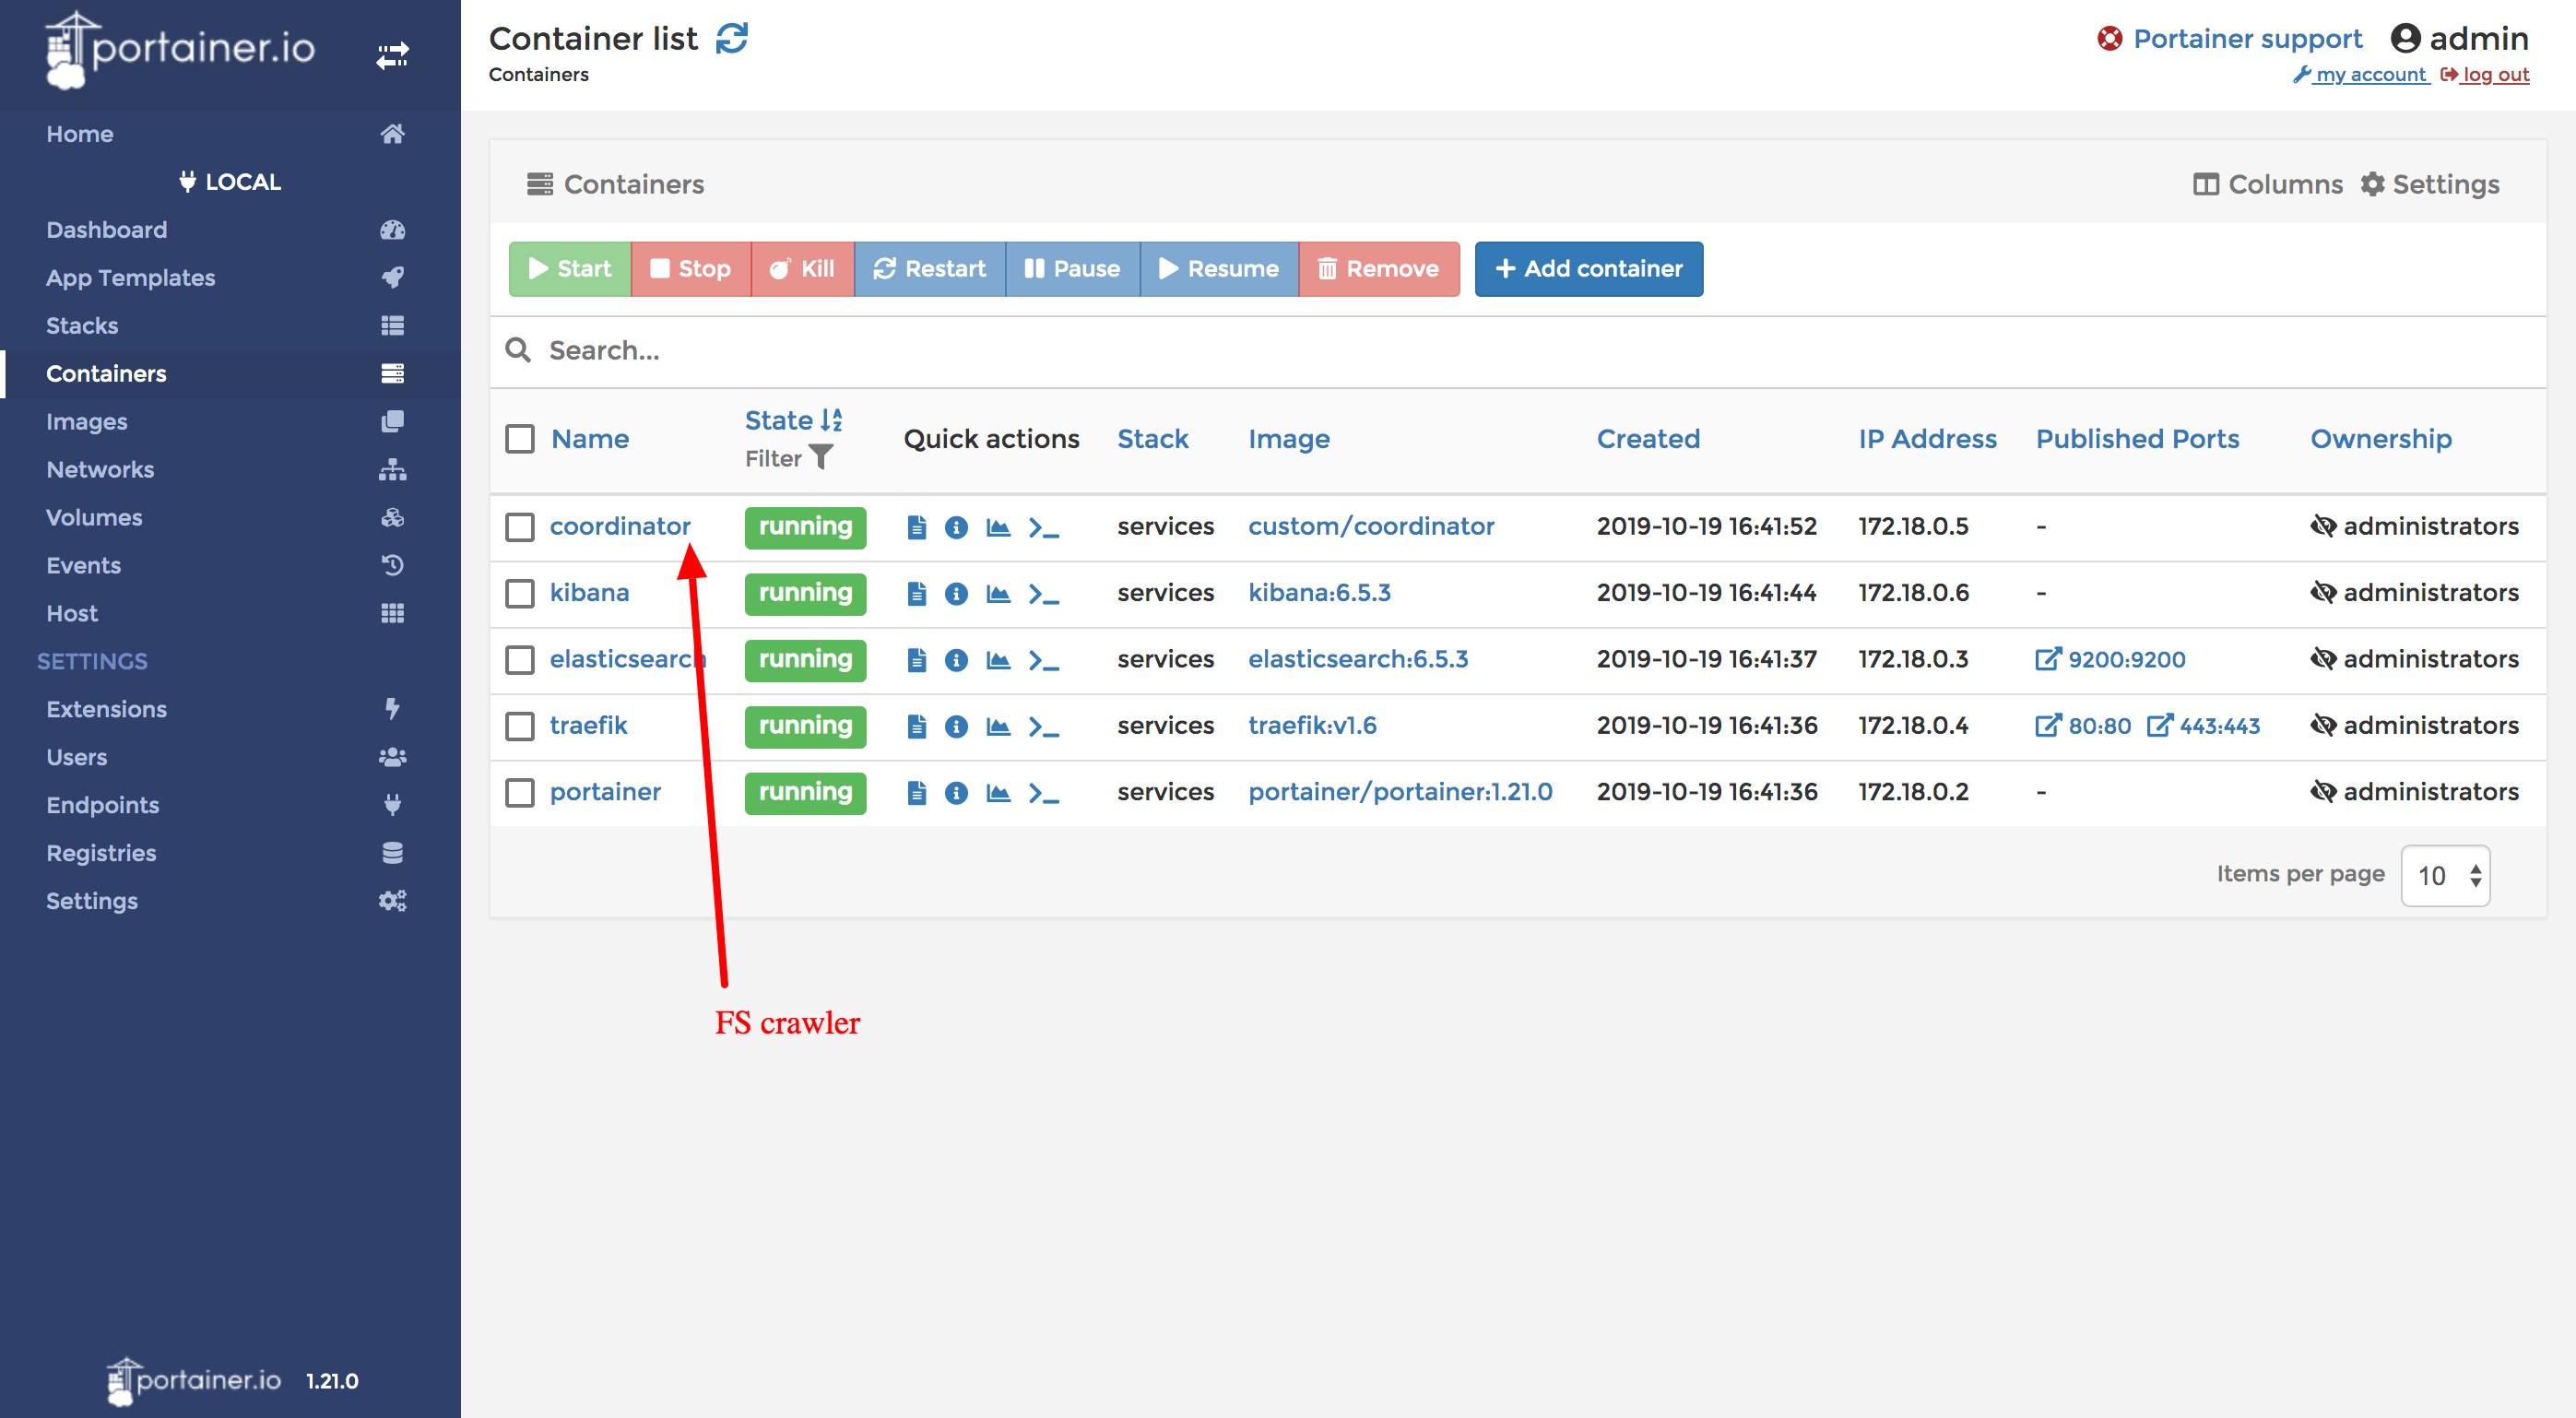 portainer.io
Home
LOCAL
Dashboard
App Templates
Stacks
Containers
Images
Networks
Volumes
Events
Host
SETTINGS
Extensions
Users
Endpoints
Registries
Settings
portainer.io 1.21.0
Container list
Containers
Portainer support admin
my account log out
Containers
Columns Settings
Start Stop Kill Restart Pause Resume Remove Add container
Search...
Name State Filter Quick actions Stack Image Created IP Address Published Ports Ownership
coordinator running services custom/coordinator 2019-10-19 16:41:52 172.18.0.5 - administrators
kibana running services kibana:6.5.3 2019-10-19 16:41:44 172.18.0.6 - administrators
elasticsearch running services elasticsearch:6.5.3 2019-10-19 16:41:37 172.18.0.3 9200:9200 administrators
traefik running services traefik:v1.6 2019-10-19 16:41:36 172.18.0.4 80:80 443:443 administrators
portainer running services portainer/portainer:1.21.0 2019-10-19 16:41:36 172.18.0.2 - administrators
Items per page 10
FS crawler